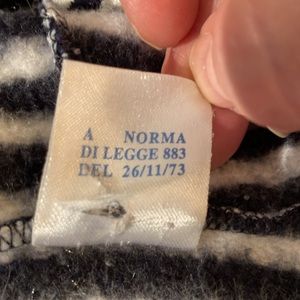 A NORMA
DI LEGGE 883
DEL 26/11/73